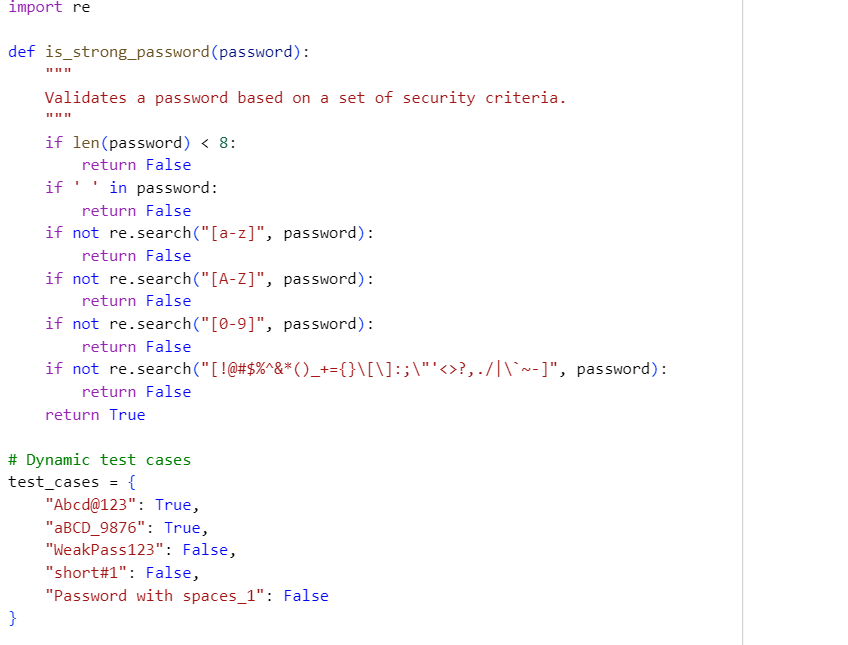 import re

def is_strong_password(password):
    """
    Validates a password based on a set of security criteria.
    """
    if len(password) < 8:
        return False
    if ' ' in password:
        return False
    if not re.search("[a-z]", password):
        return False
    if not re.search("[A-Z]", password):
        return False
    if not re.search("[0-9]", password):
        return False
    if not re.search("[!@#$%^&*()_+={}\[\]:;\"'<>?,./|\`~-]", password):
        return False
    return True

# Dynamic test cases
test_cases = {
    "Abcd@123": True,
    "aBCD_9876": True,
    "WeakPass123": False,
    "short#1": False,
    "Password with spaces_1": False
}